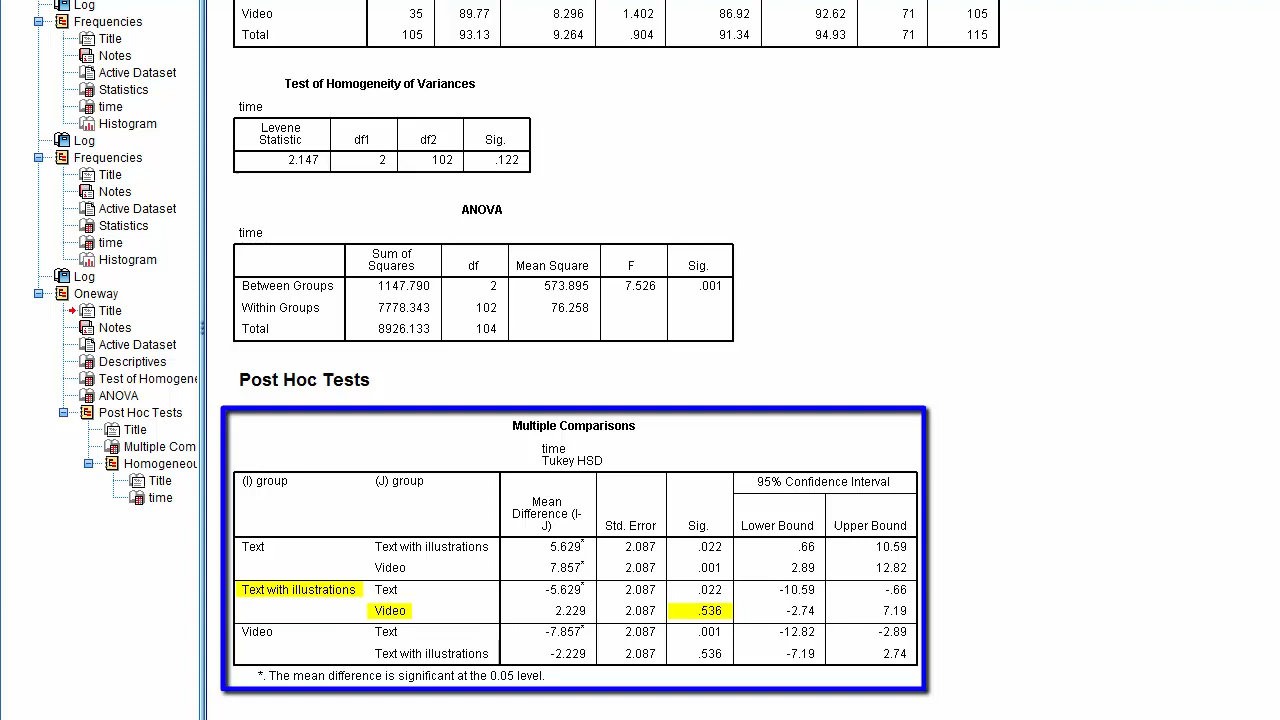 Log
Frequencies
Title
Notes
Active Dataset
Statistics
time
Histogram
Log
Frequencies
Title
Notes
Active Dataset
Statistics
time
Histogram
Log
Oneway
Title
Notes
Active Dataset
Descriptives
Test of Homogene
ANOVA
Post Hoc Tests
Title
Multiple Com
Homogeneou
Title
time
Video 35 89.77 8.296 1.402 86.92 92.62 71 105
Total 105 93.13 9.264 .904 91.34 94.93 71 115
Test of Homogeneity of Variances
time
Levene
Statistic df1 df2 Sig.
2.147 2 102 .122
ANOVA
time
Sum of
Squares df Mean Square F Sig.
Between Groups 1147.790 2 573.895 7.526 .001
Within Groups 7778.343 102 76.258
Total 8926.133 104
Post Hoc Tests
Multiple Comparisons
time
Tukey HSD
(I) group (J) group 95% Confidence Interval
Mean
Difference (I-
J) Std. Error Sig. Lower Bound Upper Bound
Text Text with illustrations 5.629* 2.087 .022 .66 10.59
Video 7.857* 2.087 .001 2.89 12.82
Text with illustrations Text -5.629* 2.087 .022 -10.59 -.66
Video 2.229 2.087 .536 -2.74 7.19
Video Text -7.857* 2.087 .001 -12.82 -2.89
Text with illustrations -2.229 2.087 .536 -7.19 2.74
*. The mean difference is significant at the 0.05 level.